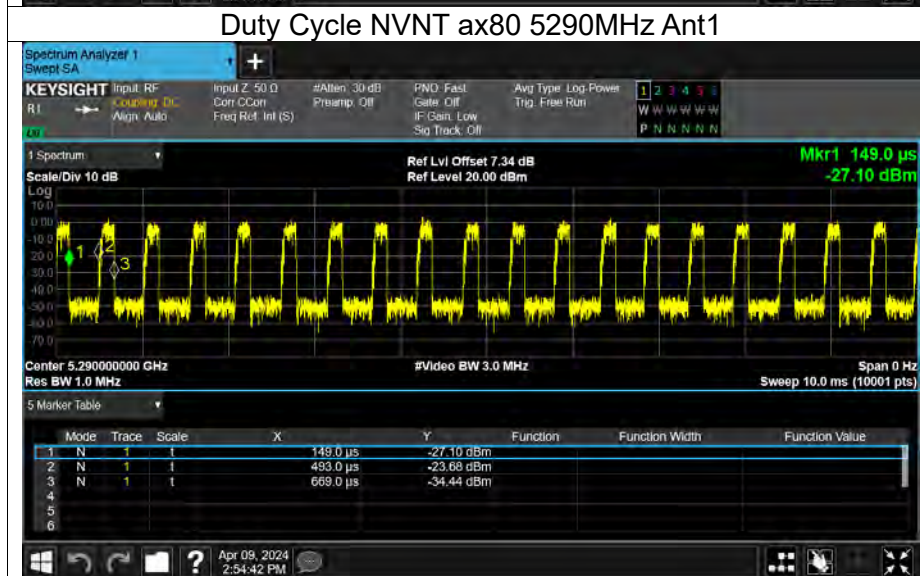 Duty Cycle NVNT ax80 5290MHz Ant1
Spectrum Analyzer 1
Swept SA
+
KEYSIGHT Input: RF Input Z: 50 Ω #Atten: 30 dB PNO: Fast Avg Type: Log-Power 1 2 3 4 5 6
Coupling: DC Corr CCorr Preamp: Off Gate: Off Trig: Free Run W W W W W W
Align: Auto Freq Ref: Int (S) IF Gain: Low
Sig Track: Off P N N N N N
1 Spectrum Ref Lvl Offset 7.34 dB Mkr1 149.0 µs
Scale/Div 10 dB Ref Level 20.00 dBm -27.10 dBm
Log
10.0
0.00
-10.0
-20.0
-30.0
-40.0
-50.0
-60.0
-70.0
1 2 3
Center 5.290000000 GHz #Video BW 3.0 MHz Span 0 Hz
Res BW 1.0 MHz Sweep 10.0 ms (10001 pts)
5 Marker Table
Mode Trace Scale X Y Function Function Width Function Value
1 N 1 t 149.0 µs -27.10 dBm
2 N 1 t 493.0 µs -23.68 dBm
3 N 1 t 669.0 µs -34.44 dBm
4
5
6
? Apr 09, 2024
2:54:42 PM